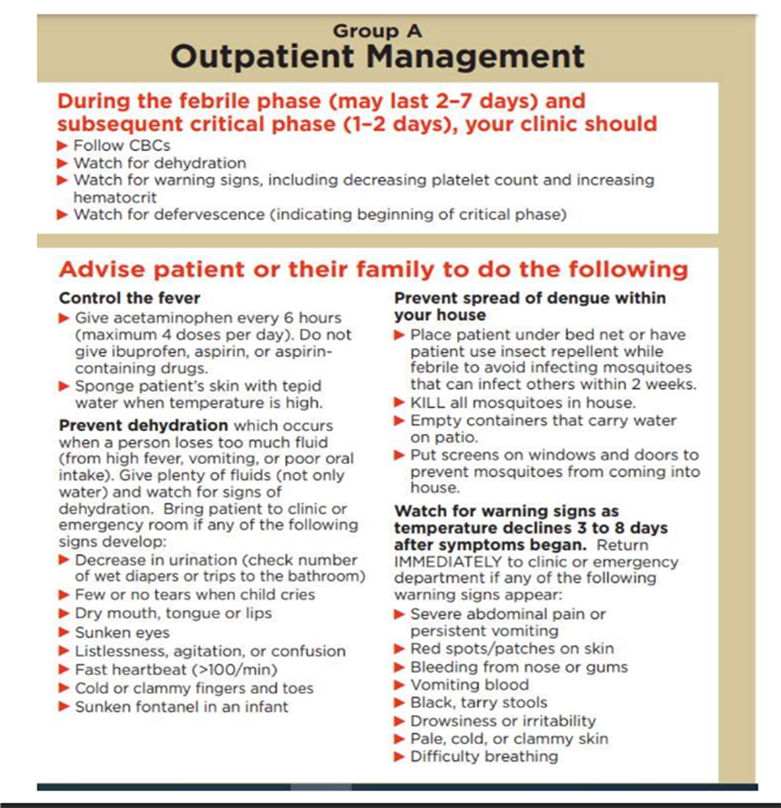 Group A
Outpatient Management
During the febrile phase (may last 2–7 days) and
subsequent critical phase (1–2 days), your clinic should
▶ Follow CBCs
▶ Watch for dehydration
▶ Watch for warning signs, including decreasing platelet count and increasing
hematocrit
▶ Watch for defervescence (indicating beginning of critical phase)
Advise patient or their family to do the following
Control the fever
▶ Give acetaminophen every 6 hours
(maximum 4 doses per day). Do not
give ibuprofen, aspirin, or aspirin-
containing drugs.
▶ Sponge patient's skin with tepid
water when temperature is high.
Prevent dehydration which occurs
when a person loses too much fluid
(from high fever, vomiting, or poor oral
intake). Give plenty of fluids (not only
water) and watch for signs of
dehydration. Bring patient to clinic or
emergency room if any of the following
signs develop:
▶ Decrease in urination (check number
of wet diapers or trips to the bathroom)
▶ Few or no tears when child cries
▶ Dry mouth, tongue or lips
▶ Sunken eyes
▶ Listlessness, agitation, or confusion
▶ Fast heartbeat (>100/min)
▶ Cold or clammy fingers and toes
▶ Sunken fontanel in an infant
Prevent spread of dengue within
your house
▶ Place patient under bed net or have
patient use insect repellent while
febrile to avoid infecting mosquitoes
that can infect others within 2 weeks.
▶ KILL all mosquitoes in house.
▶ Empty containers that carry water
on patio.
▶ Put screens on windows and doors to
prevent mosquitoes from coming into
house.
Watch for warning signs as
temperature declines 3 to 8 days
after symptoms began. Return
IMMEDIATELY to clinic or emergency
department if any of the following
warning signs appear:
▶ Severe abdominal pain or
persistent vomiting
▶ Red spots/patches on skin
▶ Bleeding from nose or gums
▶ Vomiting blood
▶ Black, tarry stools
▶ Drowsiness or irritability
▶ Pale, cold, or clammy skin
▶ Difficulty breathing